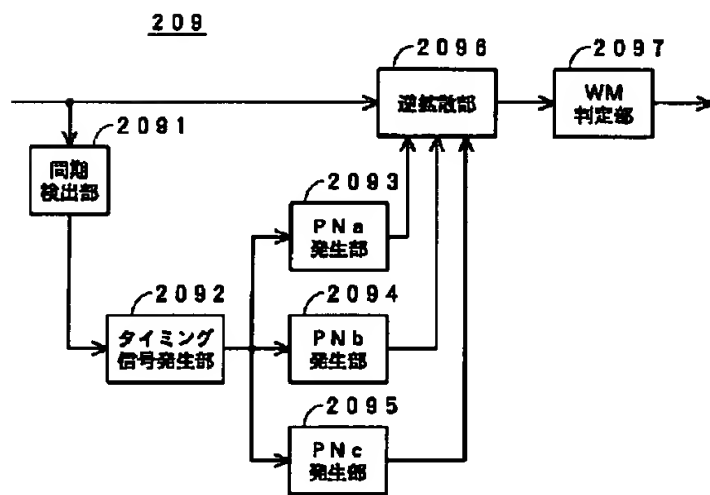 209
2096
2097
逆拡散部
WM
判定部
2091
同期
検出部
2093
PNa
発生部
2092
タイミング
信号発生部
2094
PNb
発生部
2095
PNc
発生部